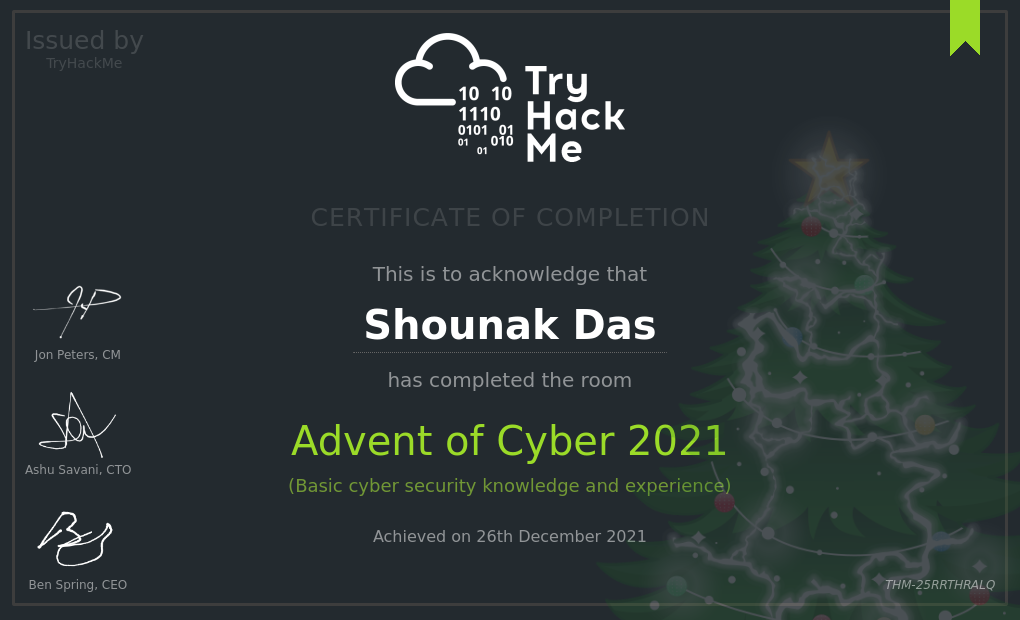 Issued by
TryHackMe
10 10
1110
0101 01
01 010
01
Try
Hack
Me
CERTIFICATE OF COMPLETION
This is to acknowledge that
Shounak Das
has completed the room
Advent of Cyber 2021
(Basic cyber security knowledge and experience)
Achieved on 26th December 2021
Jon Peters, CM
Ashu Savani, CTO
Ben Spring, CEO
THM-25RRTHRALQ